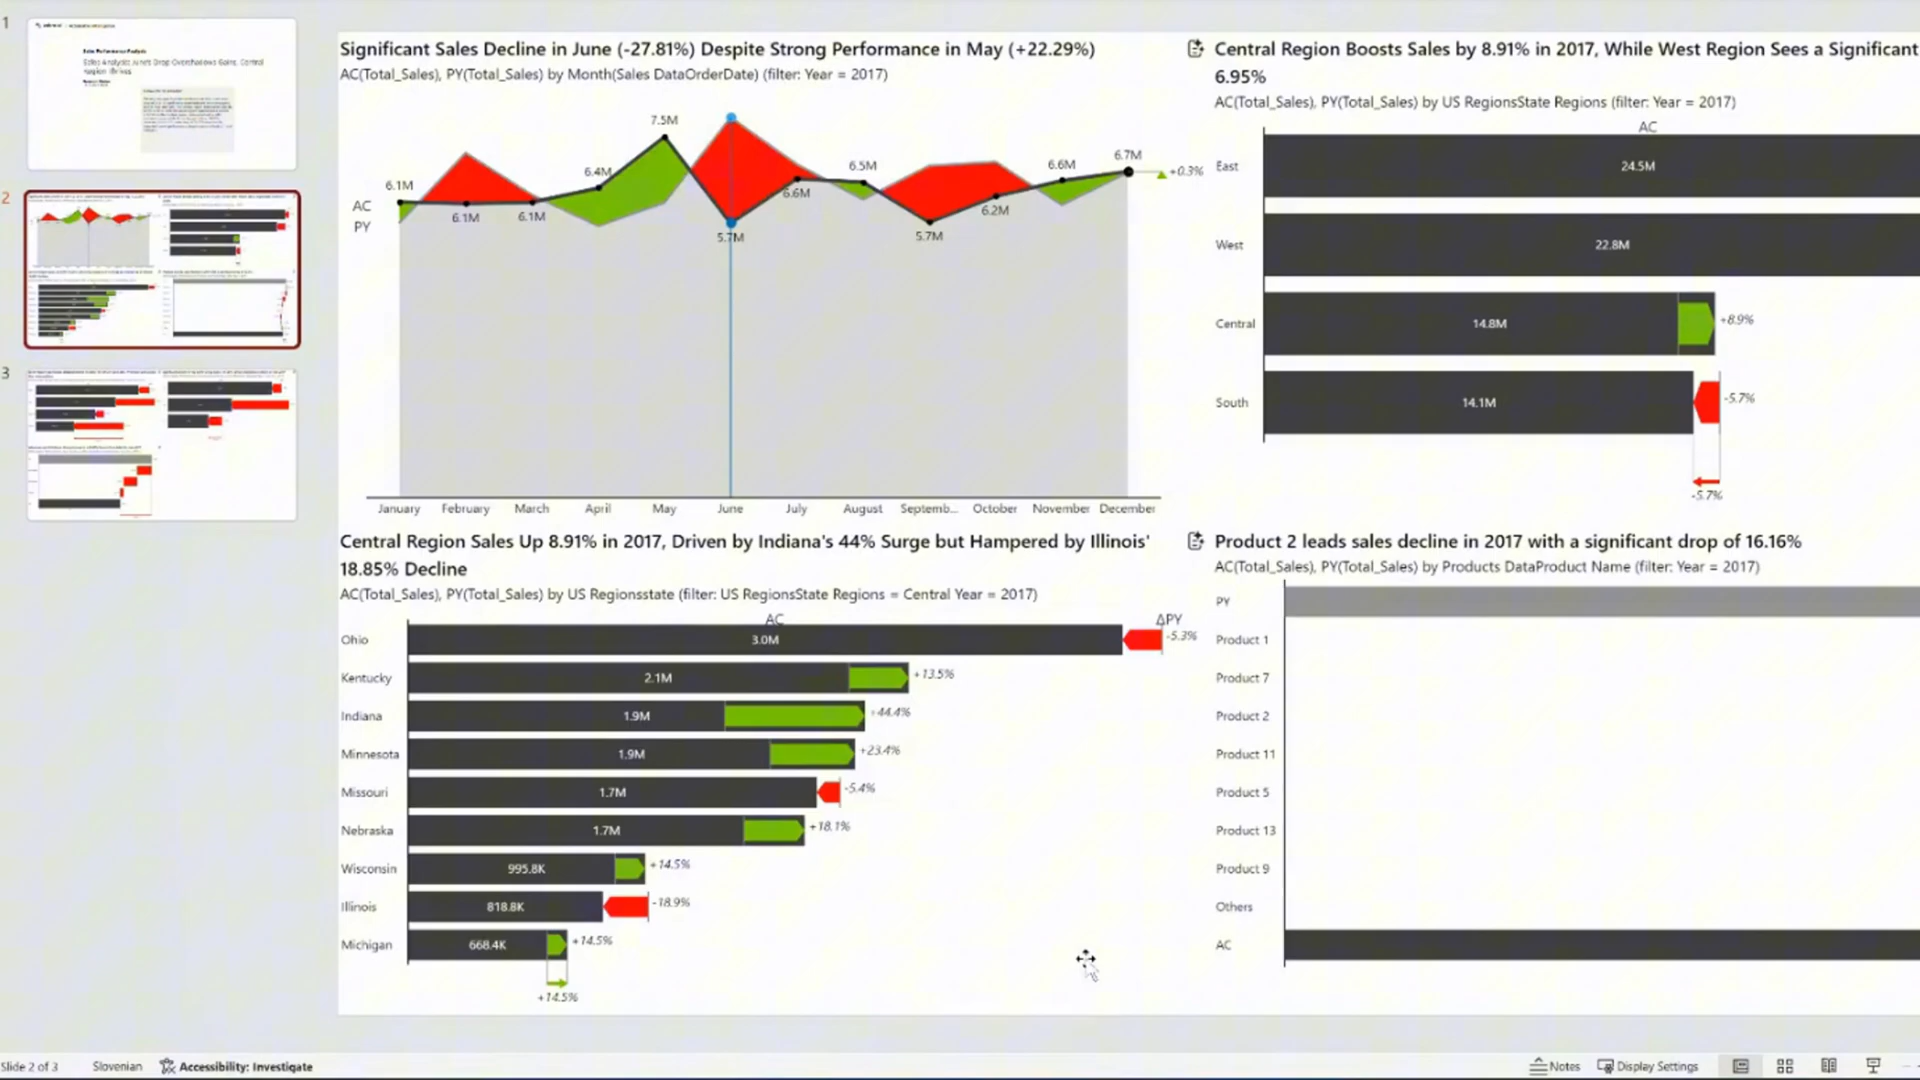 1
Sales Performance Analysis
Sales Analysis: June's Drop Overshadows Gains, Central
Region Thrives
2
3
Significant Sales Decline in June (-27.81%) Despite Strong Performance in May (+22.29%)
AC(Total_Sales), PY(Total_Sales) by Month(Sales DataOrderDate) (filter: Year = 2017)
7.5M
6.7M
6.6M
6.5M
6.4M
+0.3%
6.1M
6.6M
AC
6.1M
6.1M
6.2M
PY
5.7M
5.7M
January
February
March
April
May
June
July
August
Septemb...
October
November
December
Central Region Boosts Sales by 8.91% in 2017, While West Region Sees a Significant
6.95%
AC(Total_Sales), PY(Total_Sales) by US RegionsState Regions (filter: Year = 2017)
AC
East
24.5M
West
22.8M
Central
14.8M
+8.9%
South
14.1M
-5.7%
-5.7%
Central Region Sales Up 8.91% in 2017, Driven by Indiana's 44% Surge but Hampered by Illinois'
18.85% Decline
AC(Total_Sales), PY(Total_Sales) by US Regionsstate (filter: US RegionsState Regions = Central Year = 2017)
AC
ΔPY
Ohio
3.0M
-5.3%
Kentucky
2.1M
+13.5%
Indiana
1.9M
+44.4%
Minnesota
1.9M
+23.4%
Missouri
1.7M
-5.4%
Nebraska
1.7M
+18.1%
Wisconsin
995.8K
+14.5%
Illinois
818.8K
-18.9%
Michigan
668.4K
+14.5%
+14.5%
Product 2 leads sales decline in 2017 with a significant drop of 16.16%
AC(Total_Sales), PY(Total_Sales) by Products DataProduct Name (filter: Year = 2017)
PY
Product 1
Product 7
Product 2
Product 11
Product 5
Product 13
Product 9
Others
AC
Slide 2 of 3
Slovenian
Accessibility: Investigate
Notes
Display Settings